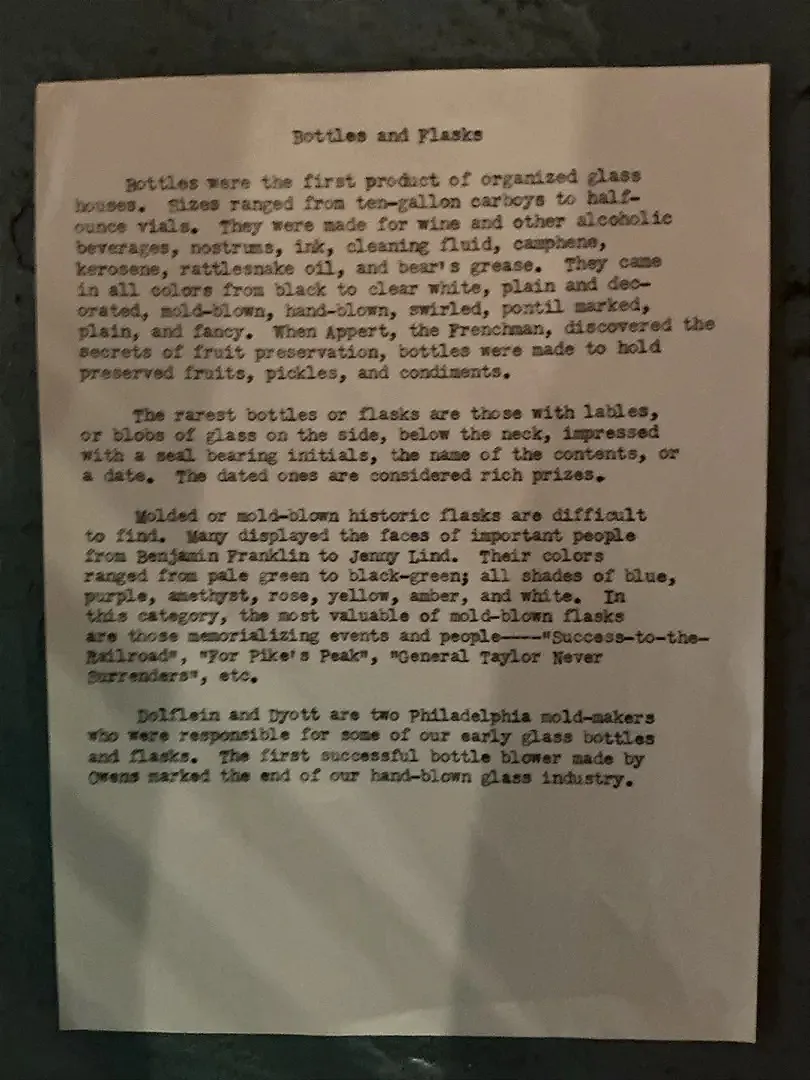 Bottles and Flasks
Bottles were the first product of organized glass
houses. Sizes ranged from ten-gallon carboys to half-
ounce vials. They were made for wine and other alcoholic
beverages, nostrums, ink, cleaning fluid, camphene,
kerosene, rattlesnake oil, and bear's grease. They came
in all colors from black to clear white, plain and dec-
orated, mold-blown, hand-blown, swirled, pontil marked,
plain, and fancy. When Appert, the Frenchman, discovered the
secrets of fruit preservation, bottles were made to hold
preserved fruits, pickles, and condiments.
The rarest bottles or flasks are those with lables,
or blobs of glass on the side, below the neck, impressed
with a seal bearing initials, the name of the contents, or
a date. The dated ones are considered rich prizes.
Molded or mold-blown historic flasks are difficult
to find. Many displayed the faces of important people
from Benjamin Franklin to Jenny Lind. Their colors
ranged from pale green to black-green; all shades of blue,
purple, amethyst, rose, yellow, amber, and white. In
this category, the most valuable of mold-blown flasks
are those memorializing events and people----"Success-to-the-
Railroad", "For Pike's Peak", "General Taylor Never
Surrenders", etc.
Dolflein and Dyott are two Philadelphia mold-makers
who were responsible for some of our early glass bottles
and flasks. The first successful bottle blower made by
Owens marked the end of our hand-blown glass industry.